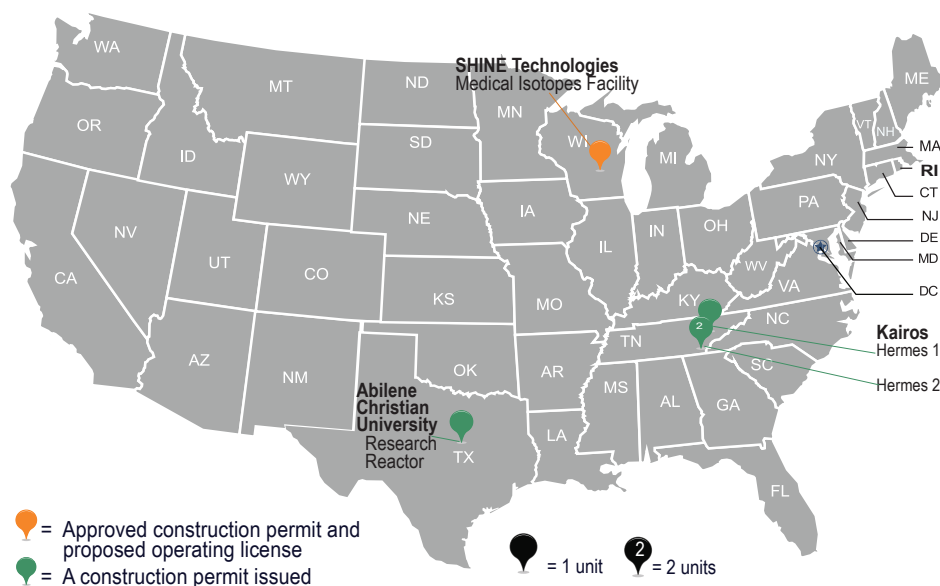 WA
MT
ND
MN
SHINE Technologies
Medical Isotopes Facility
ME
OR
ID
SD
WI
MI
VT
NH
MA
NY
RI
WY
CT
PA
NJ
NE
IA
NV
IL
IN
OH
DE
UT
CO
WV
MD
CA
KS
MO
KY
VA
DC
2
NC
Kairos
Hermes 1
TN
AZ
NM
OK
AR
SC
Hermes 2
MS
AL
GA
Abilene
Christian
University
Research
Reactor
TX
LA
FL
= Approved construction permit and
proposed operating license
= A construction permit issued
= 1 unit
2
= 2 units